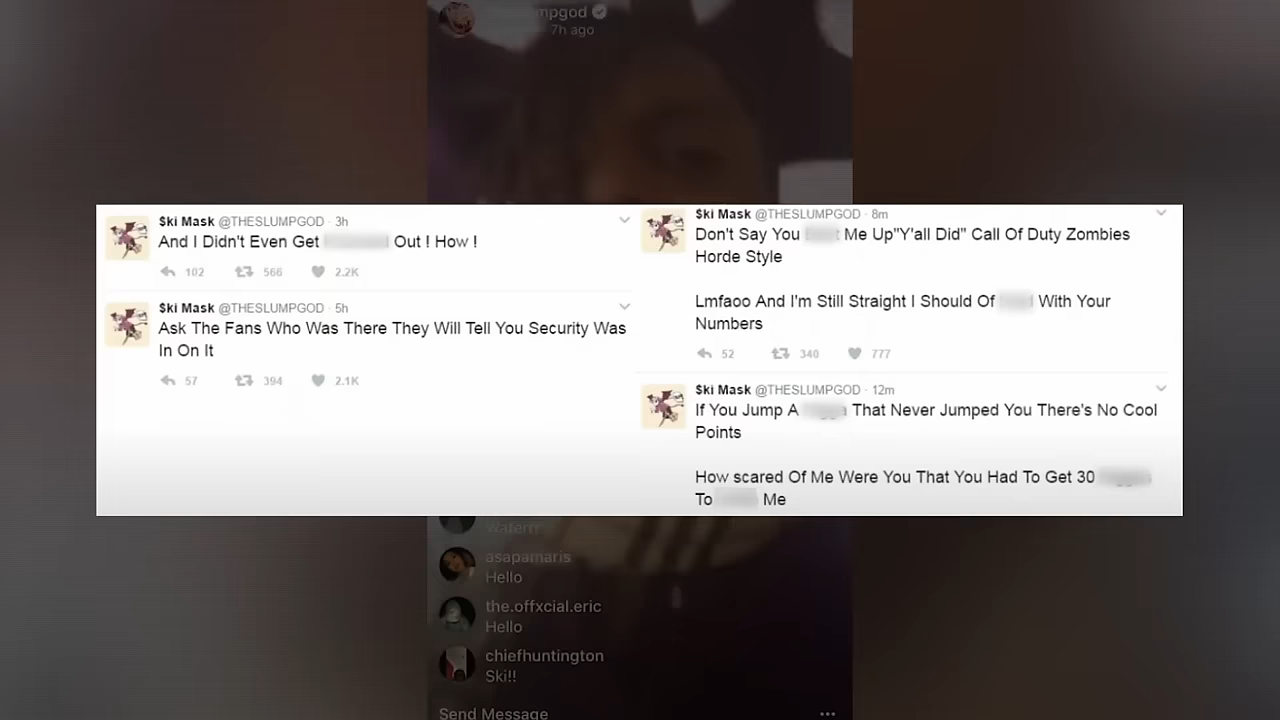 mpgod
7h ago
$ki Mask @THESLUMPGOD · 3h
And I Didn't Even Get Out ! How !
102 566 2.2K
$ki Mask @THESLUMPGOD · 5h
Ask The Fans Who Was There They Will Tell You Security Was
In On It
57 394 2.1K
$ki Mask @THESLUMPGOD · 8m
Don't Say You Me Up"Y'all Did" Call Of Duty Zombies
Horde Style
Lmfaoo And I'm Still Straight I Should Of With Your
Numbers
52 340 777
$ki Mask @THESLUMPGOD · 12m
If You Jump A That Never Jumped You There's No Cool
Points
How scared Of Me Were You That You Had To Get 30
To Me
Watern
asapamaris
Hello
the.offxcial.eric
Hello
chiefhuntington
Ski!!
Send Message